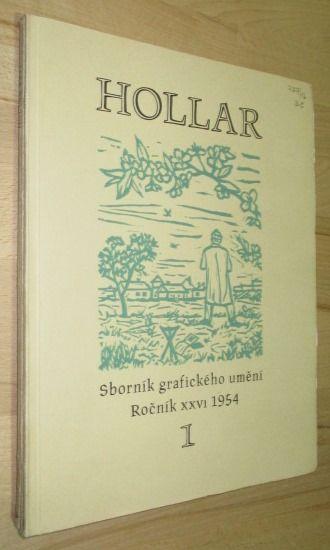 HOLLAR
Sborník grafického umění
Ročník XXVI 1954
1